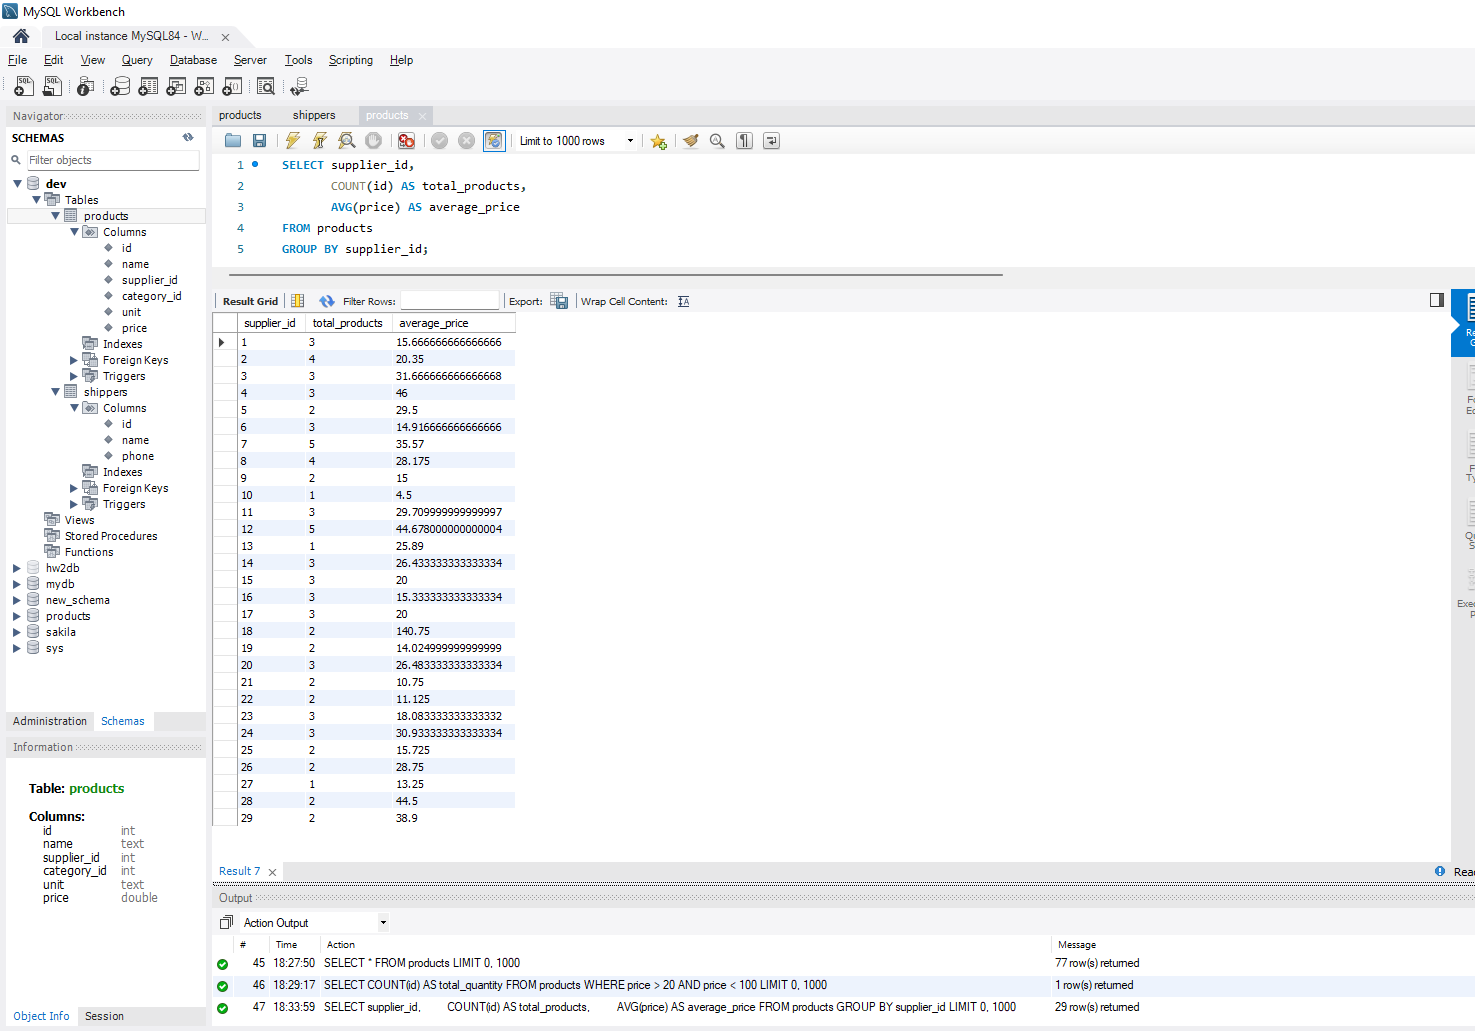 MySQL Workbench
Local instance MySQL84 - W...
File Edit View Query Database Server Tools Scripting Help
Navigator
SCHEMAS
Filter objects
dev
Tables
products
Columns
id
name
supplier_id
category_id
unit
price
Indexes
Foreign Keys
Triggers
shippers
Columns
id
name
phone
Indexes
Foreign Keys
Triggers
Views
Stored Procedures
Functions
hw2db
mydb
new_schema
products
sakila
sys
Administration Schemas
Information
Table: products
Columns:
id int
name text
supplier_id int
category_id int
unit text
price double
Object Info Session
products shippers products
Limit to 1000 rows
1 SELECT supplier_id,
2 COUNT(id) AS total_products,
3 AVG(price) AS average_price
4 FROM products
5 GROUP BY supplier_id;
Result Grid Filter Rows: Export: Wrap Cell Content:
supplier_id total_products average_price
1 3 15.666666666666666
2 4 20.35
3 3 31.666666666666668
4 3 46
5 2 29.5
6 3 14.916666666666666
7 5 35.57
8 4 28.175
9 2 15
10 1 4.5
11 3 29.709999999999997
12 5 44.678000000000004
13 1 25.89
14 3 26.433333333333334
15 3 20
16 3 15.333333333333334
17 3 20
18 2 140.75
19 2 14.024999999999999
20 3 26.483333333333334
21 2 10.75
22 2 11.125
23 3 18.083333333333332
24 3 30.933333333333334
25 2 15.725
26 2 28.75
27 1 13.25
28 2 44.5
29 2 38.9
Result 7
Output
Action Output
# Time Action Message
45 18:27:50 SELECT * FROM products LIMIT 0, 1000 77 row(s) returned
46 18:29:17 SELECT COUNT(id) AS total_quantity FROM products WHERE price > 20 AND price < 100 LIMIT 0, 1000 1 row(s) returned
47 18:33:59 SELECT supplier_id, COUNT(id) AS total_products, AVG(price) AS average_price FROM products GROUP BY supplier_id LIMIT 0, 1000 29 row(s) returned